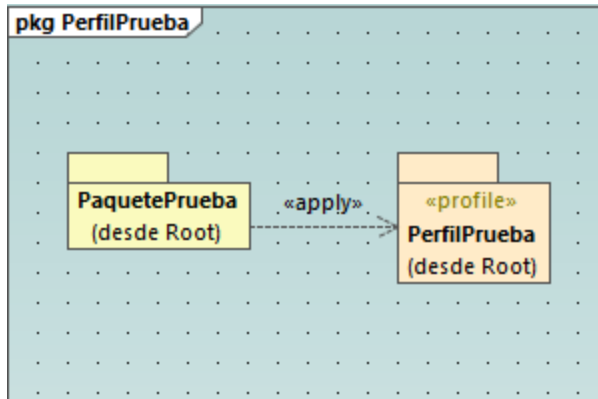 pkg PerfilPrueba
PaquetePrueba
(desde Root)
«apply»
«profile»
PerfilPrueba
(desde Root)